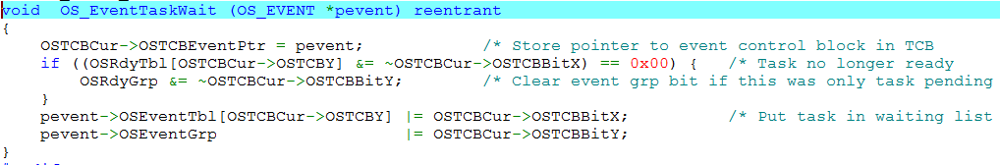 void  OS_EventTaskWait (OS_EVENT *pevent) reentrant
{
    OSTCBCur->OSTCBEventPtr = pevent;            /* Store pointer to event control block in TCB
    if ((OSRdyTbl[OSTCBCur->OSTCBY] &= ~OSTCBCur->OSTCBBitX) == 0x00) {   /* Task no longer ready
        OSRdyGrp &= ~OSTCBCur->OSTCBBitY;        /* Clear event grp bit if this was only task pending
    }
    pevent->OSEventTbl[OSTCBCur->OSTCBY] |= OSTCBCur->OSTCBBitX;          /* Put task in waiting list
    pevent->OSEventGrp                   |= OSTCBCur->OSTCBBitY;
}